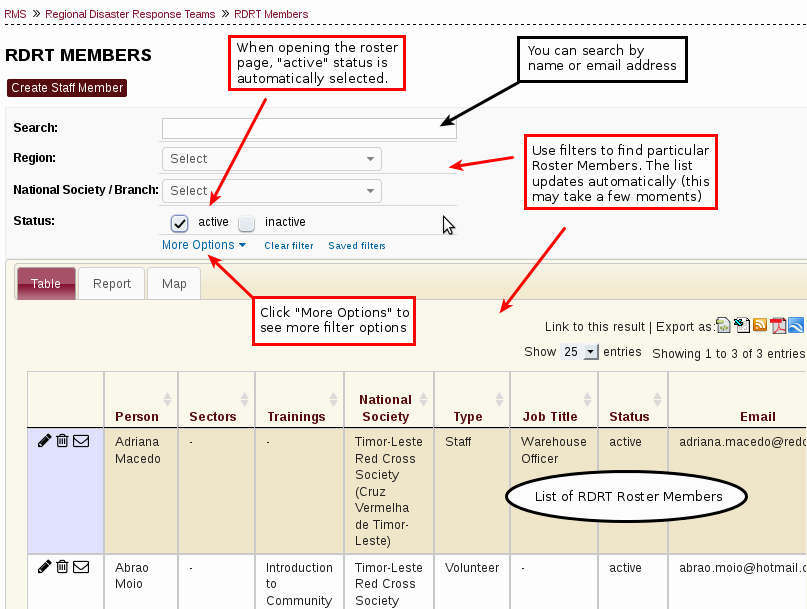 RMS » Regional Disaster Response Teams » RDRT Members
RDRT MEMBERS
Create Staff Member
When opening the roster
page, "active" status is
automatically selected.
You can search by
name or email address
Search:
Region:
Select
National Society / Branch:
Select
Status:
active
inactive
More Options
Clear filter
Saved filters
Use filters to find particular
Roster Members. The list
updates automatically (this
may take a few moments)
Table
Report
Map
Click "More Options" to
see more filter options
Link to this result | Export as:
Show 25 entries
Showing 1 to 3 of 3 entries
Person
Sectors
Trainings
National
Society
Type
Job Title
Status
Email
Adriana
Macedo
-
-
Timor-Leste
Red Cross
Society
(Cruz
Vermelha
de Timor-
Leste)
Staff
Warehouse
Officer
active
adriana.macedo@redc
List of RDRT Roster Members
Abrao
Moio
-
Introduction
to
Community
Timor-Leste
Red Cross
Society
Volunteer
-
active
abrao.moio@hotmail.c